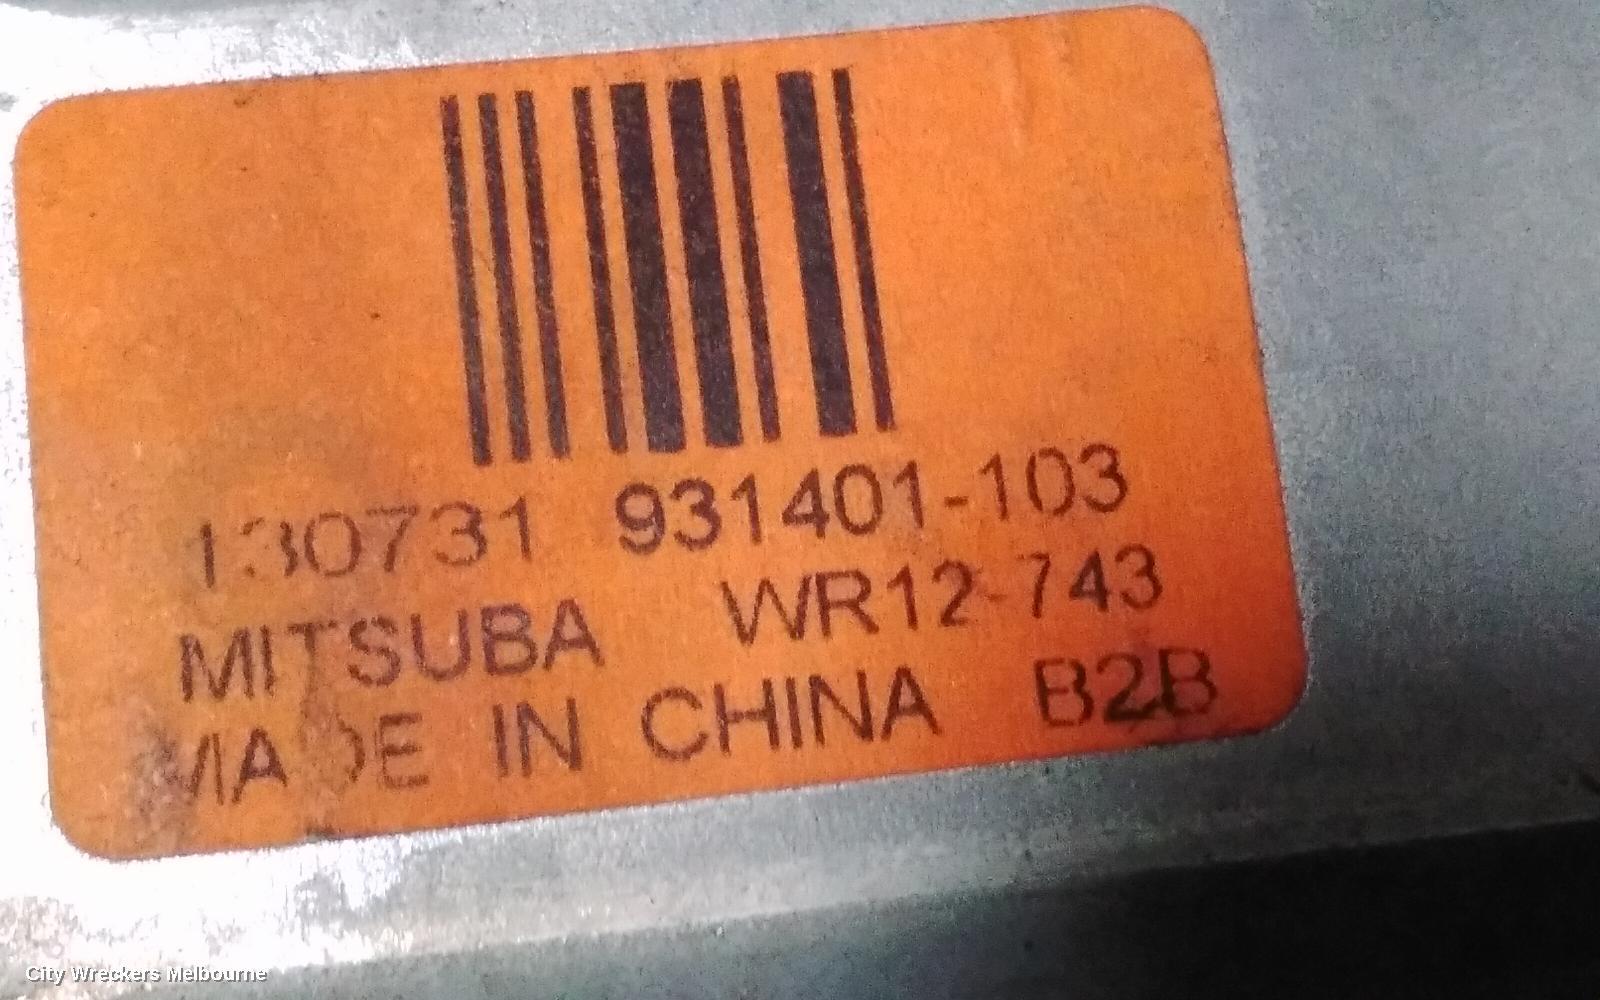 130731 931401-103
MITSUBA WR12-743
MADE IN CHINA B2B
City Wreckers Melbourne